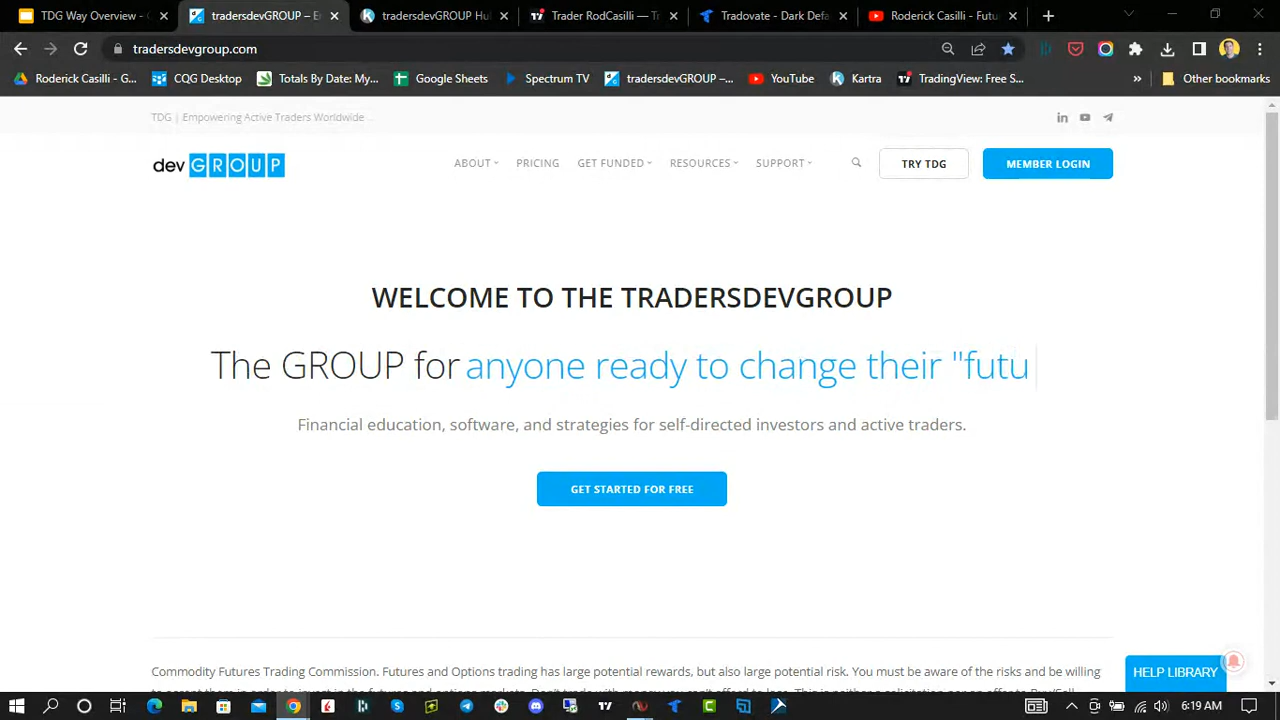 TDG Way Overview - G
tradersdevGROUP – E
tradersdevGROUP Hu
Trader RodCasilli — T
Tradovate - Dark Defa
Roderick Casilli - Futu
tradersdevgroup.com
Roderick Casilli - G...
CQG Desktop
Totals By Date: My...
Google Sheets
Spectrum TV
tradersdevGROUP –...
YouTube
Kartra
TradingView: Free S...
Other bookmarks
TDG | Empowering Active Traders Worldwide
dev GROUP
ABOUT
PRICING
GET FUNDED
RESOURCES
SUPPORT
TRY TDG
MEMBER LOGIN
WELCOME TO THE TRADERSDEVGROUP
The GROUP for anyone ready to change their "futu
Financial education, software, and strategies for self-directed investors and active traders.
GET STARTED FOR FREE
Commodity Futures Trading Commission. Futures and Options trading has large potential rewards, but also large potential risk. You must be aware of the risks and be willing
HELP LIBRARY
6:19 AM